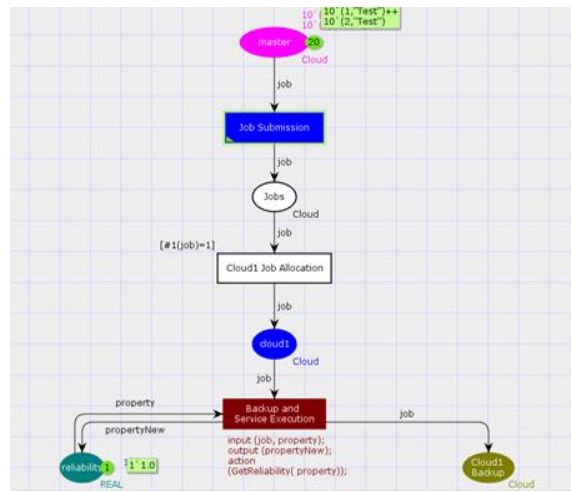 10`(1,"Test")++
10`(2,"Test")
master
20
Cloud
job
Job Submission
job
Jobs
Cloud
job
[#1(job)=1]
Cloud1 Job Allocation
job
cloud1
Cloud
job
property
Backup and
Service Execution
job
propertyNew
input (job, property);
output (propertyNew);
action
(GetReliability( property));
reliability
1
1`1.0
REAL
Cloud1
Backup
Cloud